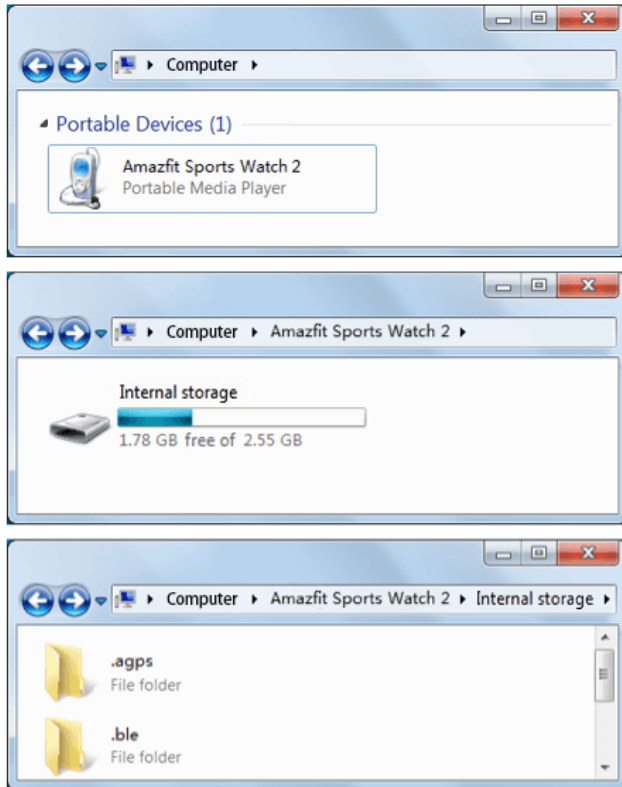 Computer
Portable Devices (1)
Amazfit Sports Watch 2
Portable Media Player
Computer Amazfit Sports Watch 2
Internal storage
1.78 GB free of 2.55 GB
Computer Amazfit Sports Watch 2 Internal storage
.agps
File folder
.ble
File folder